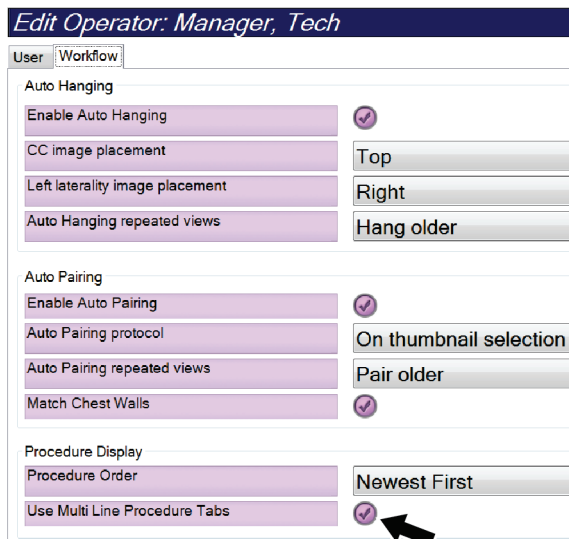 Edit Operator: Manager, Tech
User Workflow
Auto Hanging
Enable Auto Hanging
CC image placement Top
Left laterality image placement Right
Auto Hanging repeated views Hang older
Auto Pairing
Enable Auto Pairing
Auto Pairing protocol On thumbnail selection
Auto Pairing repeated views Pair older
Match Chest Walls
Procedure Display
Procedure Order Newest First
Use Multi Line Procedure Tabs